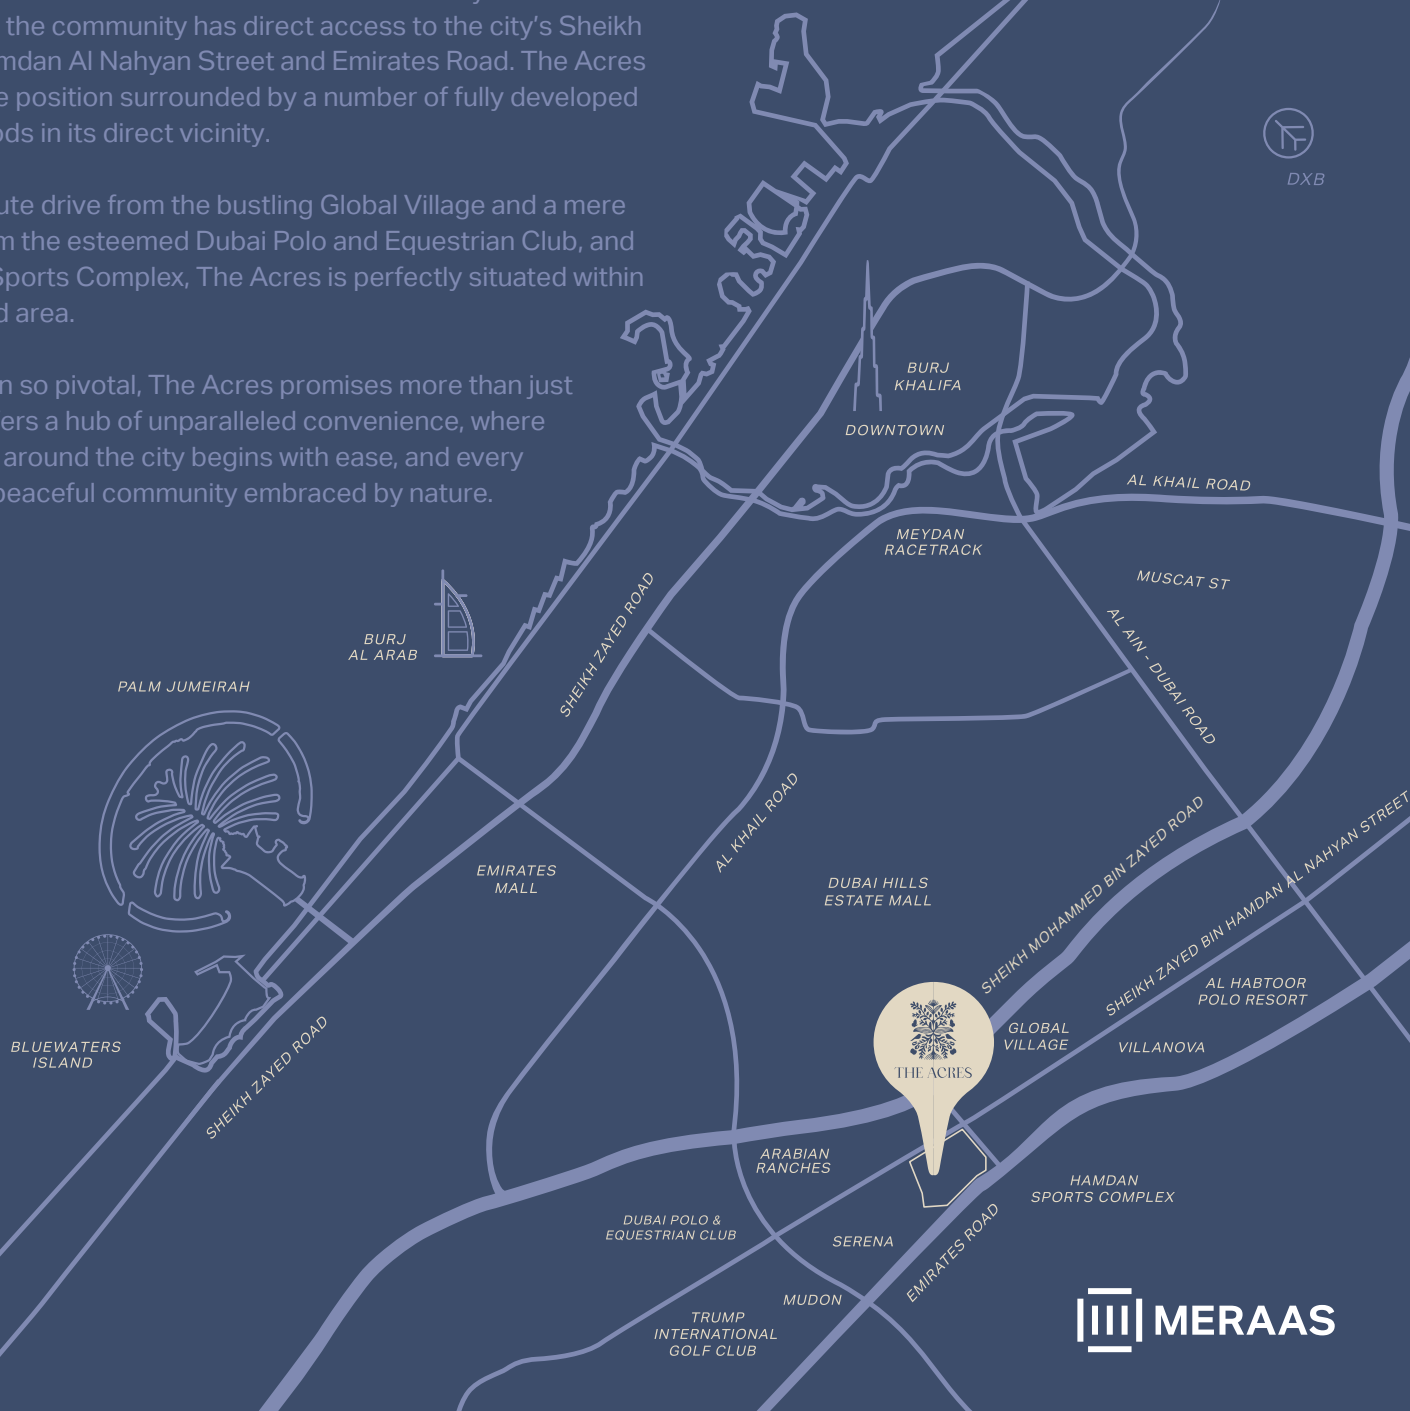 the community has direct access to the city's Sheikh
mdan Al Nahyan Street and Emirates Road. The Acres
e position surrounded by a number of fully developed
ods in its direct vicinity.
ute drive from the bustling Global Village and a mere
m the esteemed Dubai Polo and Equestrian Club, and
Sports Complex, The Acres is perfectly situated within
d area.
n so pivotal, The Acres promises more than just
ers a hub of unparalleled convenience, where
around the city begins with ease, and every
peaceful community embraced by nature.
DXB
BURJ
KHALIFA
DOWNTOWN
AL KHAIL ROAD
MEYDAN
RACETRACK
MUSCAT ST
AL AIN - DUBAI ROAD
SHEIKH ZAYED ROAD
BURJ
AL ARAB
PALM JUMEIRAH
AL KHAIL ROAD
EMIRATES
MALL
DUBAI HILLS
ESTATE MALL
SHEIKH MOHAMMED BIN ZAYED ROAD
SHEIKH ZAYED BIN HAMDAN AL NAHYAN STREET
AL HABTOOR
POLO RESORT
GLOBAL
VILLAGE
VILLANOVA
THE ACRES
BLUEWATERS
ISLAND
SHEIKH ZAYED ROAD
ARABIAN
RANCHES
HAMDAN
SPORTS COMPLEX
DUBAI POLO &
EQUESTRIAN CLUB
SERENA
EMIRATES ROAD
MUDON
TRUMP
INTERNATIONAL
GOLF CLUB
MERAAS